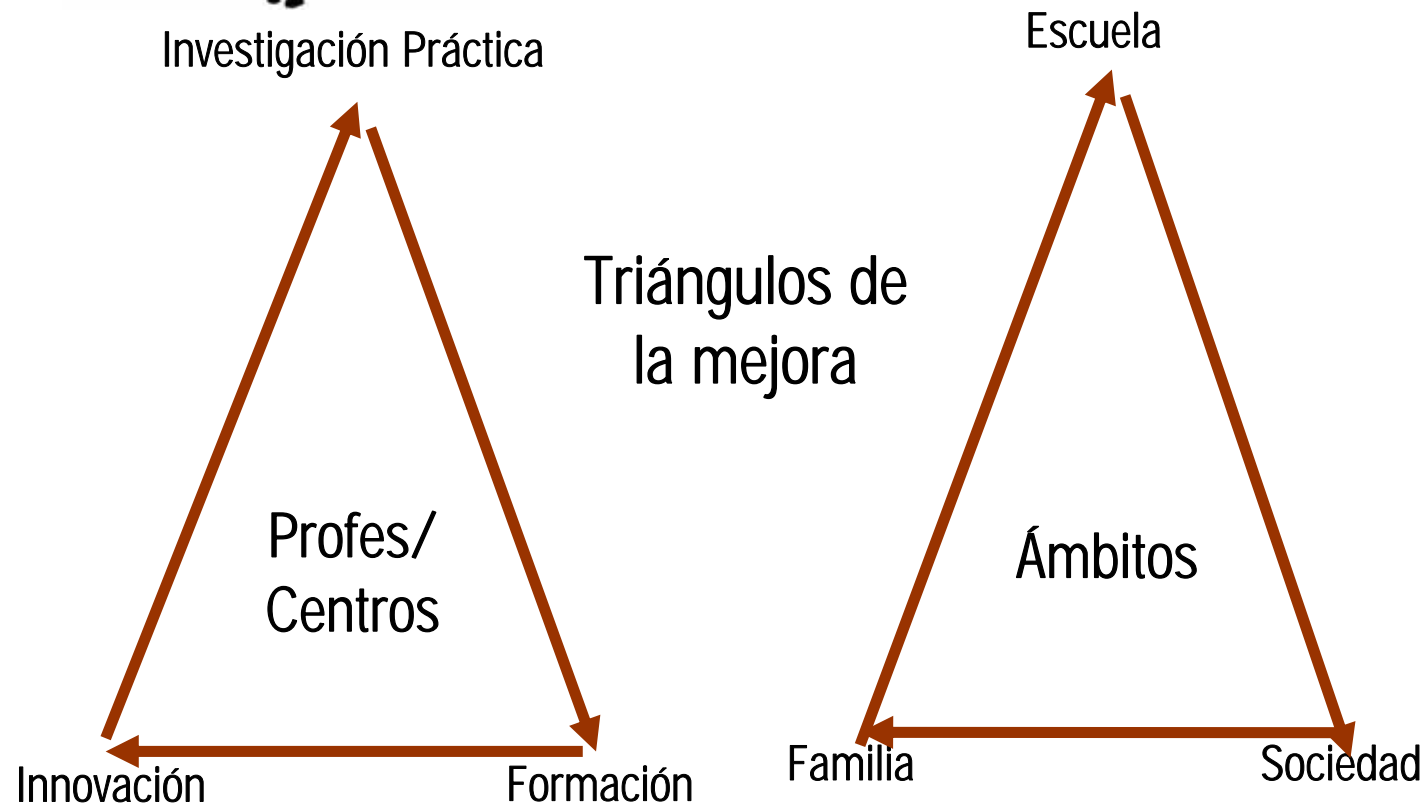 Investigación Práctica
Escuela
Triángulos de
la mejora
Profes/
Centros
Ámbitos
Innovación
Formación
Familia
Sociedad